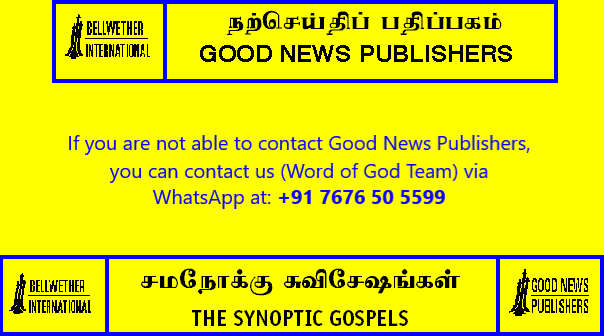 BELLWETHER
INTERNATIONAL
நற்செய்திப் பதிப்பகம்
GOOD NEWS PUBLISHERS
If you are not able to contact Good News Publishers,
you can contact us (Word of God Team) via
WhatsApp at: +91 7676 50 5599
BELLWETHER
INTERNATIONAL
சமநோக்கு சுவிசேஷங்கள்
THE SYNOPTIC GOSPELS
GOOD NEWS
PUBLISHERS